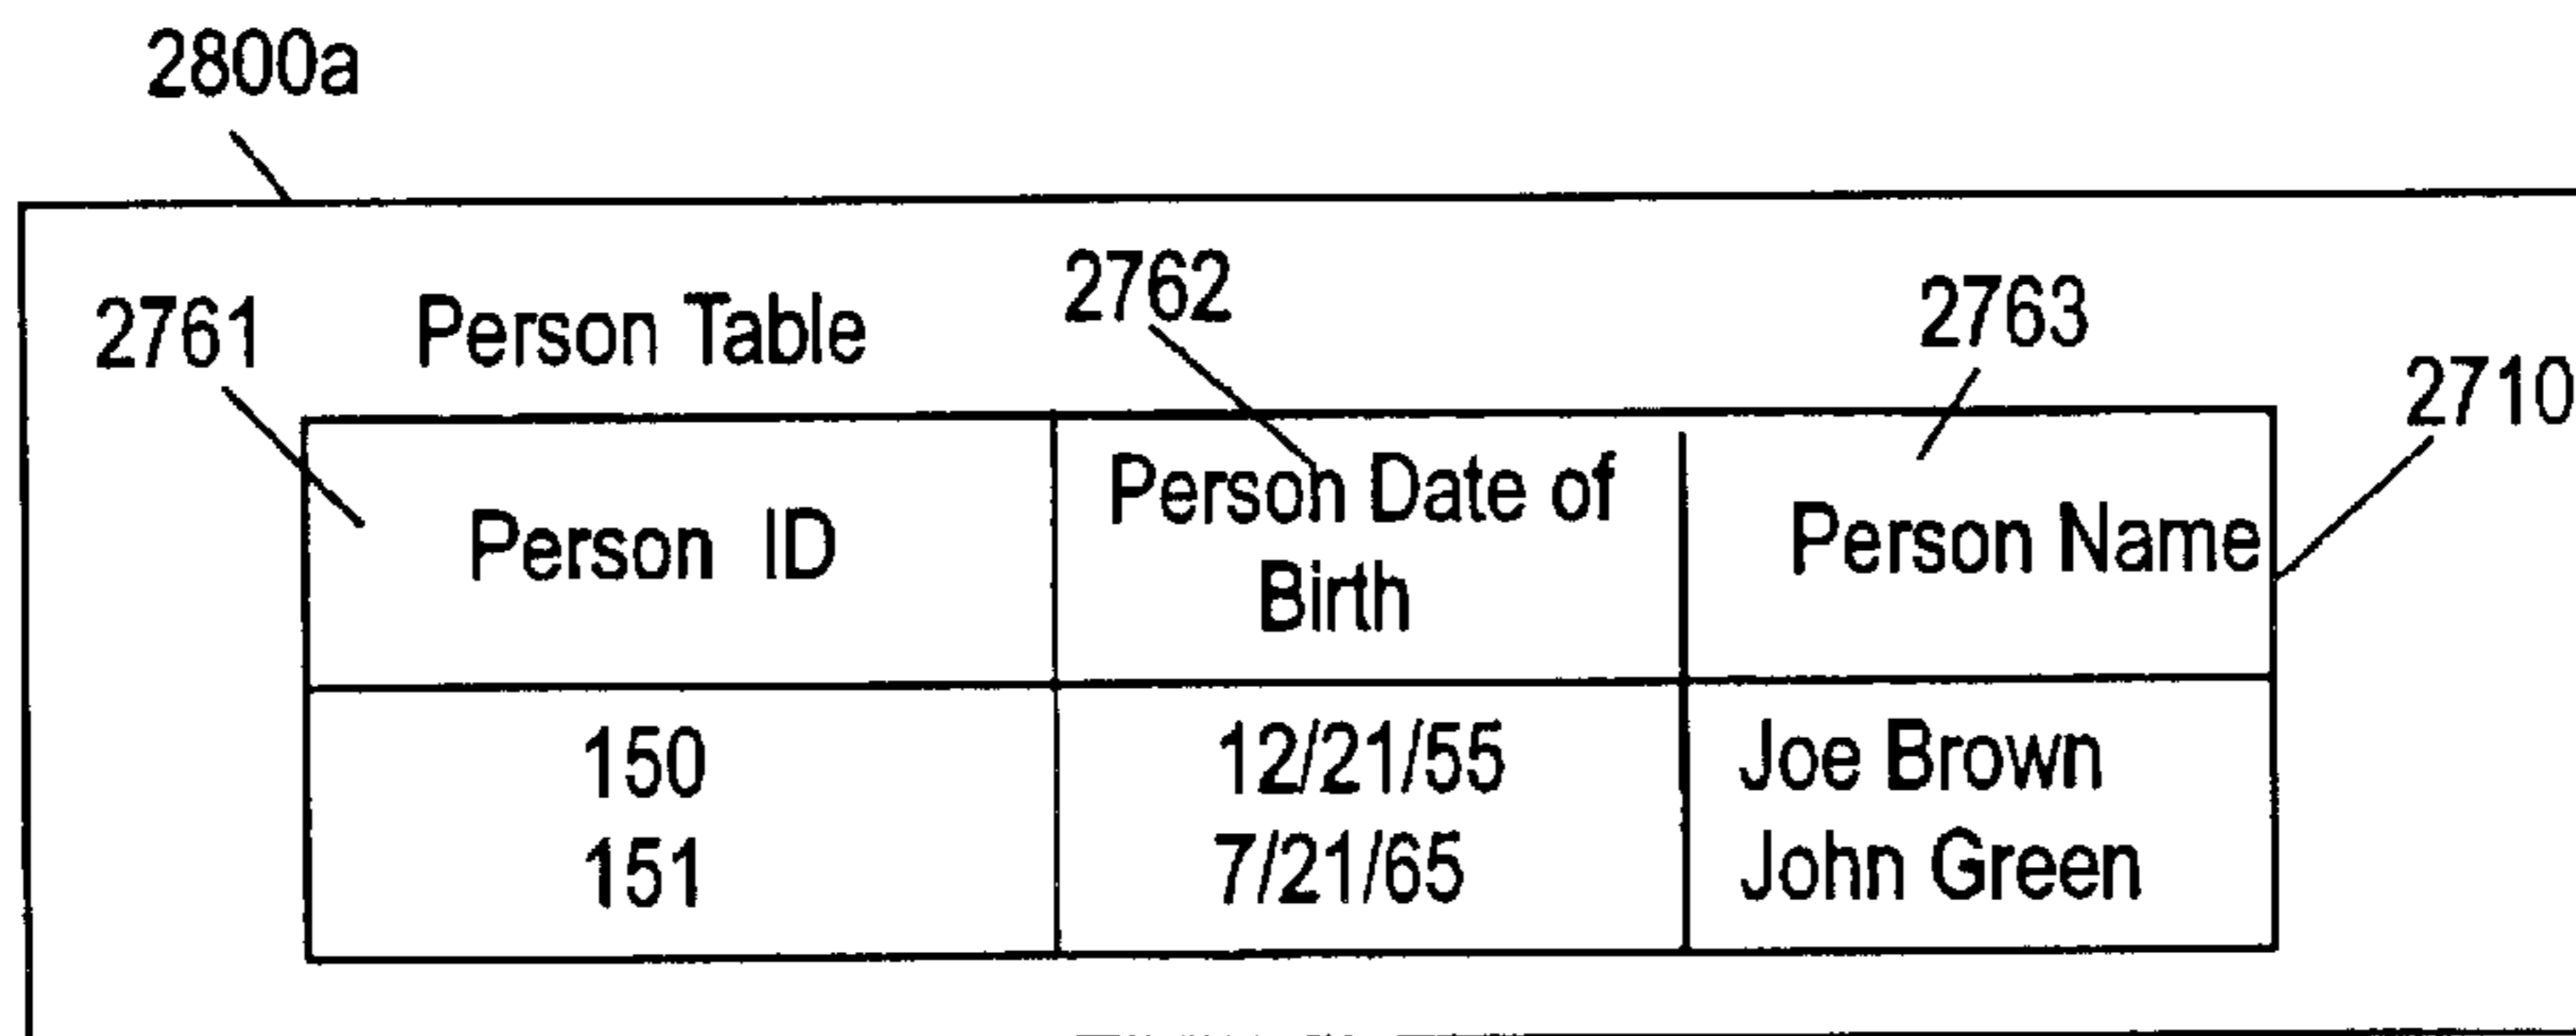 2800a
2761 Person Table 2762 2763 2710
Person ID Person Date of Birth Person Name
150 12/21/55 Joe Brown
151 7/21/65 John Green